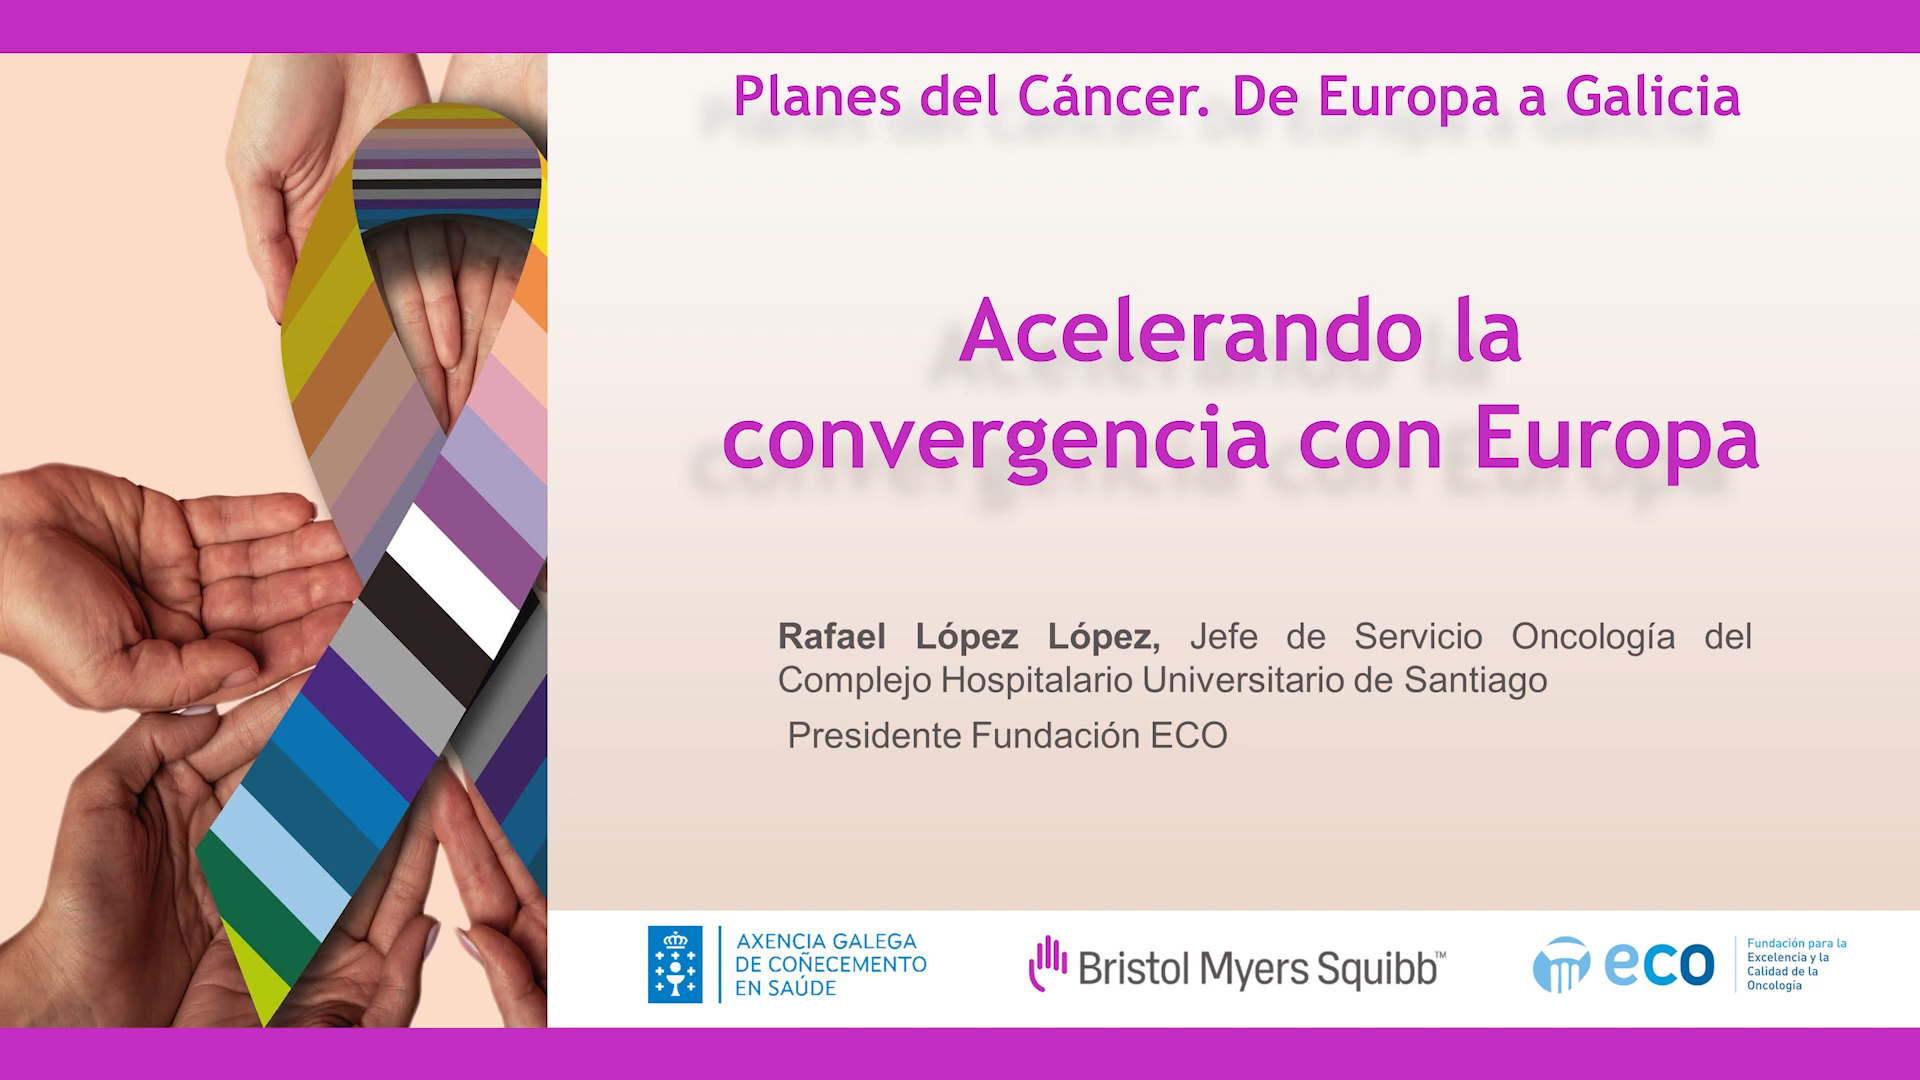 Planes del Cáncer. De Europa a Galicia
Acelerando la
convergencia con Europa
Rafael López López, Jefe de Servicio Oncología del
Complejo Hospitalario Universitario de Santiago
Presidente Fundación ECO
AXENCIA GALEGA
DE COÑECEMENTO
EN SAÚDE
Bristol Myers Squibb™
eco
Fundación para la
Excelencia y la
Calidad de la
Oncología